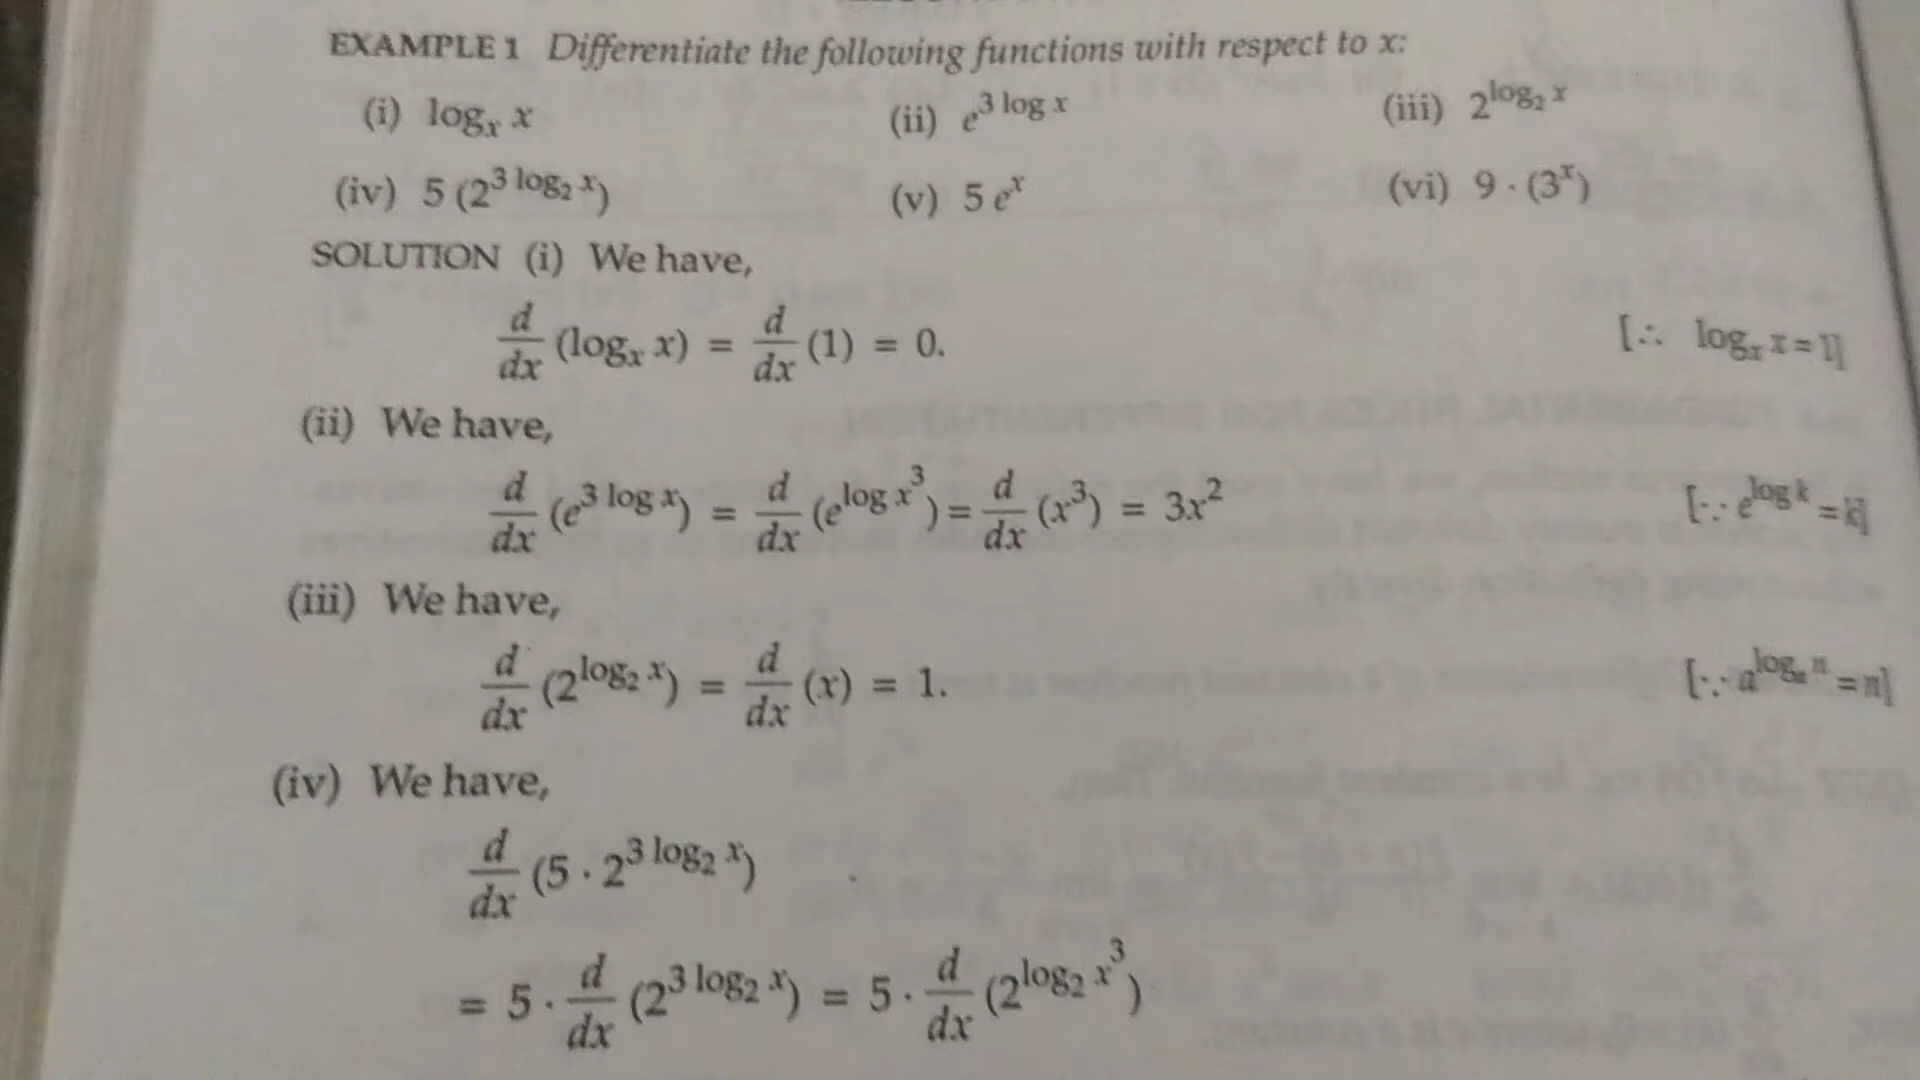 EXAMPLE 1 Differentiate the following functions with respect to x:
(i) logₓ x (ii) e^{3 log x} (iii) 2^{log₂ x}
(iv) 5 (2^{3 log₂ x}) (v) 5 e^x (vi) 9 · (3^x)
SOLUTION (i) We have,
d/dx (logₓ x) = d/dx (1) = 0. [∴ logₓ x = 1]
(ii) We have,
d/dx (e^{3 log x}) = d/dx (e^{log x³}) = d/dx (x³) = 3x² [∵ e^{log k} = k]
(iii) We have,
d/dx (2^{log₂ x}) = d/dx (x) = 1. [∵ a^{logₐ n} = n]
(iv) We have,
d/dx (5 · 2^{3 log₂ x})
= 5 · d/dx (2^{3 log₂ x}) = 5 · d/dx (2^{log₂ x³})